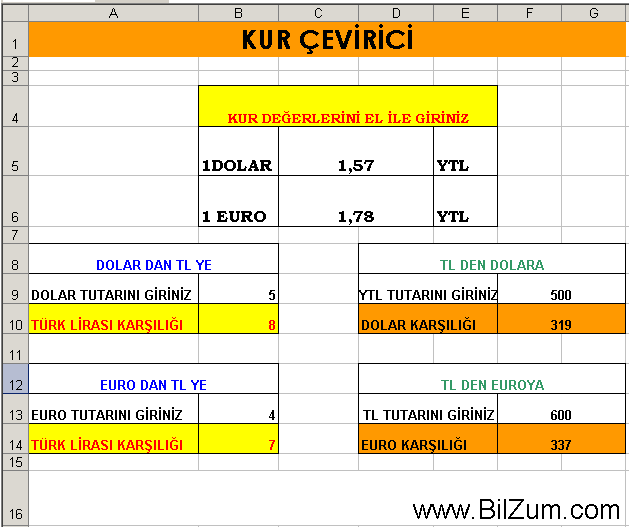 A B C D E F G
1 KUR ÇEVİRİCİ
2
3
4 KUR DEĞERLERİNİ EL İLE GİRİNİZ
5 1DOLAR 1,57 YTL
6 1 EURO 1,78 YTL
7
8 DOLAR DAN TL YE TL DEN DOLARA
9 DOLAR TUTARINI GİRİNİZ 5 YTL TUTARINI GİRİNİZ 500
10 TÜRK LİRASI KARŞILIĞI 8 DOLAR KARŞILIĞI 319
11
12 EURO DAN TL YE TL DEN EUROYA
13 EURO TUTARINI GİRİNİZ 4 TL TUTARINI GİRİNİZ 600
14 TÜRK LİRASI KARŞILIĞI 7 EURO KARŞILIĞI 337
15
16 www.BilZum.com